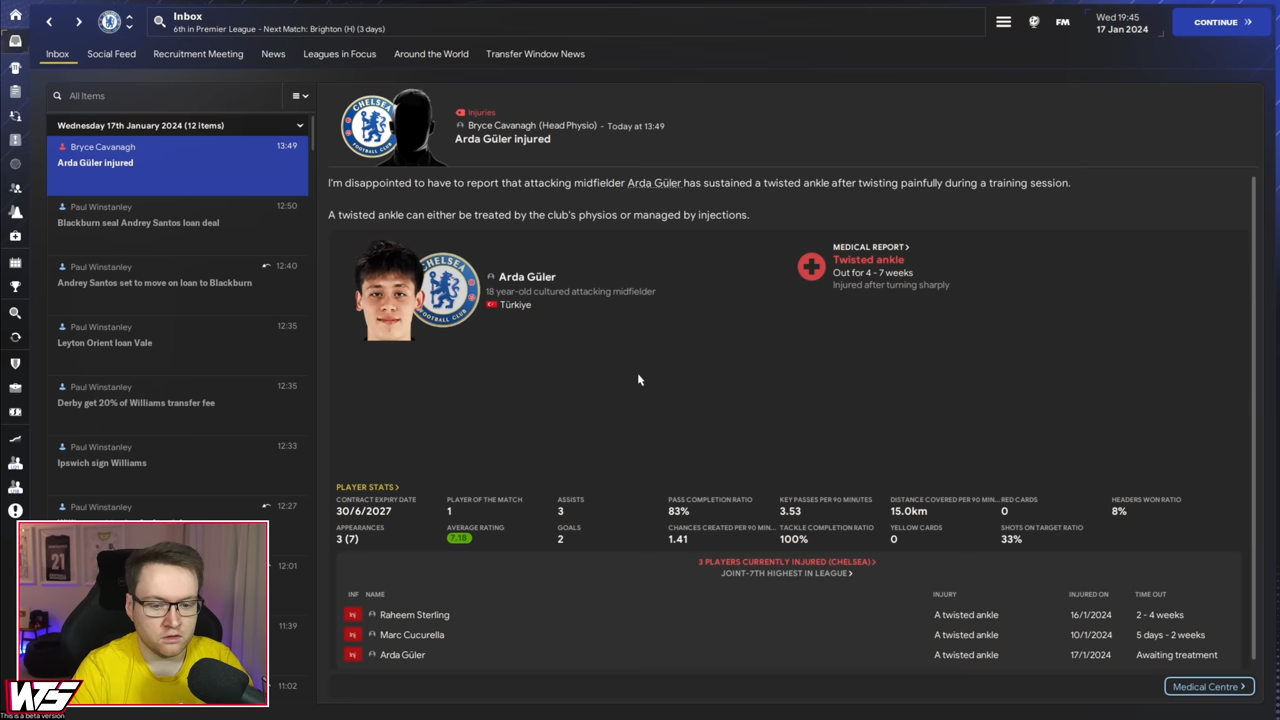 Inbox
6th in Premier League - Next Match: Brighton (H) (3 days)
FM
Wed 19:45
17 Jan 2024
CONTINUE
Inbox
Social Feed
Recruitment Meeting
News
Leagues in Focus
Around the World
Transfer Window News
All Items
Wednesday 17th January 2024 (12 items)
Bryce Cavanagh 13:49
Arda Güler injured
Paul Winstanley 12:50
Blackburn seal Andrey Santos loan deal
Paul Winstanley 12:40
Andrey Santos set to move on loan to Blackburn
Paul Winstanley 12:35
Leyton Orient loan Vale
Paul Winstanley 12:35
Derby get 20% of Williams transfer fee
Paul Winstanley 12:33
Ipswich sign Williams
Paul Winstanley 12:27
12:01
11:39
11:02
CHELSEA
FOOTBALL CLUB
Injuries
Bryce Cavanagh (Head Physio) - Today at 13:49
Arda Güler injured
I'm disappointed to have to report that attacking midfielder Arda Güler has sustained a twisted ankle after twisting painfully during a training session.
A twisted ankle can either be treated by the club's physios or managed by injections.
CHELSEA
FOOTBALL CLUB
Arda Güler
18 year-old cultured attacking midfielder
Türkiye
MEDICAL REPORT >
Twisted ankle
Out for 4 - 7 weeks
Injured after turning sharply
PLAYER STATS >
CONTRACT EXPIRY DATE PLAYER OF THE MATCH ASSISTS PASS COMPLETION RATIO KEY PASSES PER 90 MINUTES DISTANCE COVERED PER 90 MIN... RED CARDS HEADERS WON RATIO
30/6/2027 1 3 83% 3.53 15.0km 0 8%
APPEARANCES AVERAGE RATING GOALS CHANCES CREATED PER 90 MIN... TACKLE COMPLETION RATIO YELLOW CARDS SHOTS ON TARGET RATIO
3 (7) 7.18 2 1.41 100% 0 33%
3 PLAYERS CURRENTLY INJURED (CHELSEA) >
JOINT-7TH HIGHEST IN LEAGUE >
INF NAME INJURY INJURED ON TIME OUT
Inj Raheem Sterling A twisted ankle 16/1/2024 2 - 4 weeks
Inj Marc Cucurella A twisted ankle 10/1/2024 5 days - 2 weeks
Inj Arda Güler A twisted ankle 17/1/2024 Awaiting treatment
Medical Centre >
21
WTS
This is a beta version